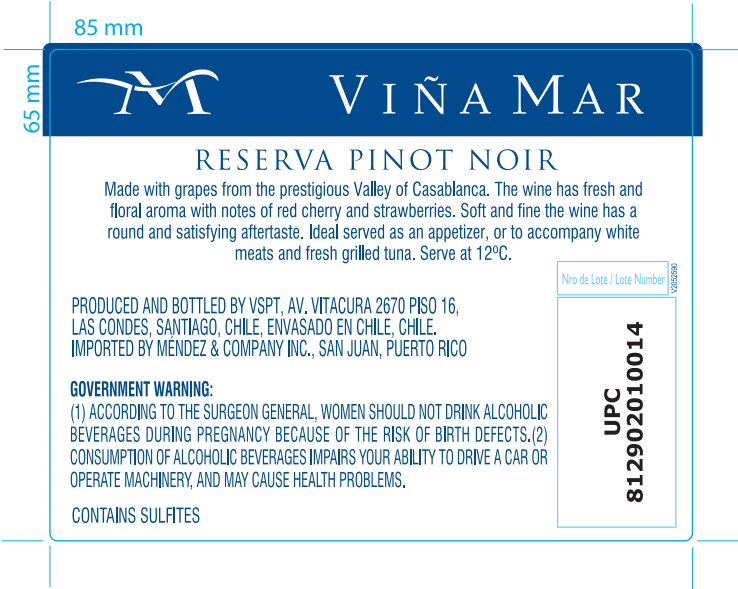 85 mm
65 mm
VIÑA MAR
RESERVA PINOT NOIR
Made with grapes from the prestigious Valley of Casablanca. The wine has fresh and
floral aroma with notes of red cherry and strawberries. Soft and fine the wine has a
round and satisfying aftertaste. Ideal served as an appetizer, or to accompany white
meats and fresh grilled tuna. Serve at 12ºC.
Nro de Lote / Lote Number
V2052590
PRODUCED AND BOTTLED BY VSPT, AV. VITACURA 2670 PISO 16,
LAS CONDES, SANTIAGO, CHILE, ENVASADO EN CHILE, CHILE.
IMPORTED BY MÉNDEZ & COMPANY INC., SAN JUAN, PUERTO RICO
GOVERNMENT WARNING:
(1) ACCORDING TO THE SURGEON GENERAL, WOMEN SHOULD NOT DRINK ALCOHOLIC
BEVERAGES DURING PREGNANCY BECAUSE OF THE RISK OF BIRTH DEFECTS.(2)
CONSUMPTION OF ALCOHOLIC BEVERAGES IMPAIRS YOUR ABILITY TO DRIVE A CAR OR
OPERATE MACHINERY, AND MAY CAUSE HEALTH PROBLEMS.
CONTAINS SULFITES
UPC
812902010014